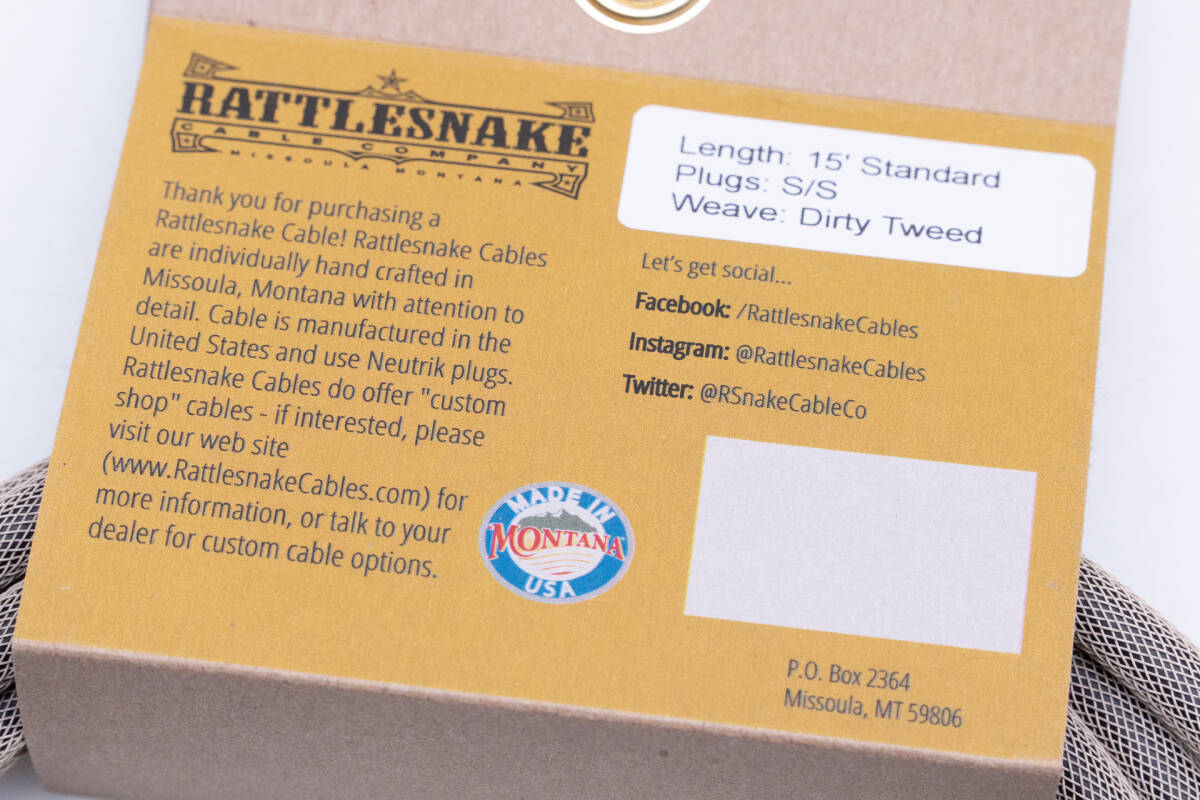 RATTLESNAKE
CABLE COMPANY
MISSOULA MONTANA
Thank you for purchasing a
Rattlesnake Cable! Rattlesnake Cables
are individually hand crafted in
Missoula, Montana with attention to
detail. Cable is manufactured in the
United States and use Neutrik plugs.
Rattlesnake Cables do offer "custom
shop" cables - if interested, please
visit our web site
(www.RattlesnakeCables.com) for
more information, or talk to your
dealer for custom cable options.
MADE IN
MONTANA
USA
Length: 15' Standard
Plugs: S/S
Weave: Dirty Tweed
Let's get social...
Facebook: /RattlesnakeCables
Instagram: @RattlesnakeCables
Twitter: @RSnakeCableCo
P.O. Box 2364
Missoula, MT 59806